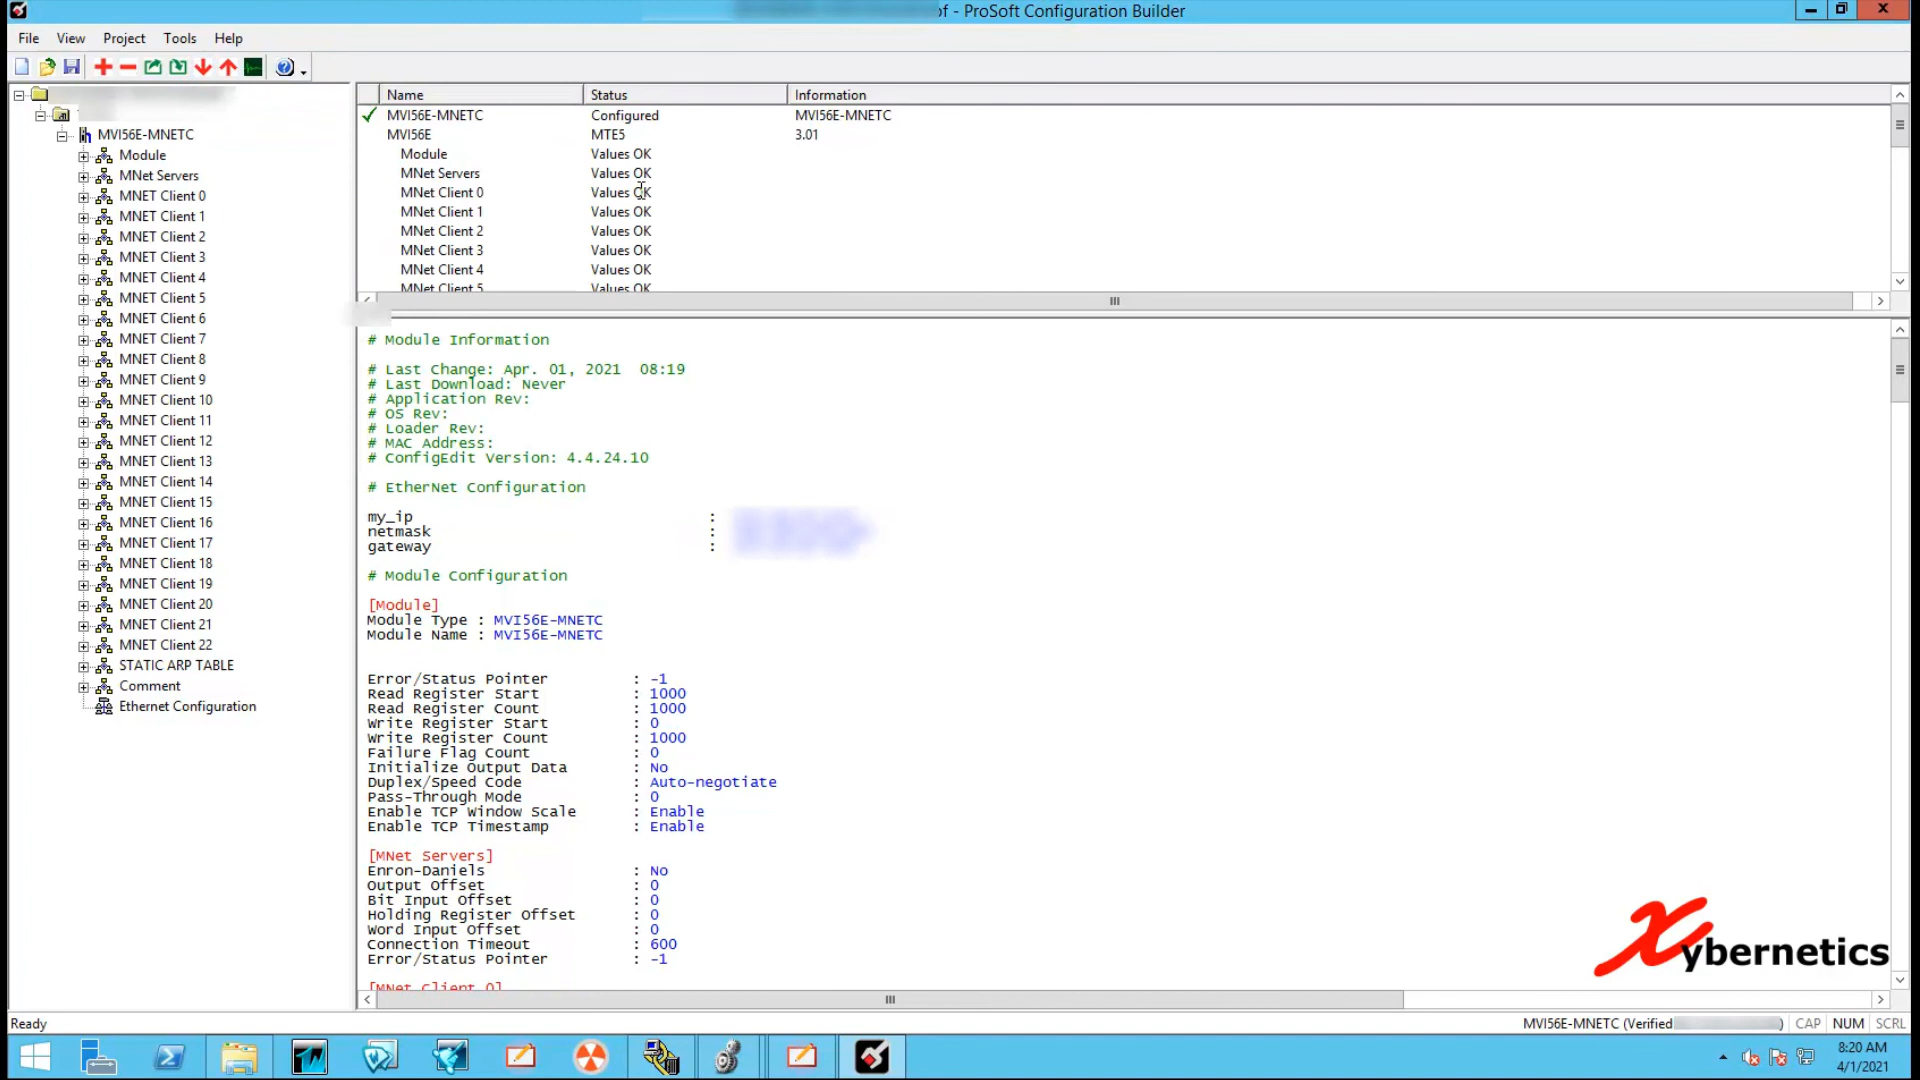 of - ProSoft Configuration Builder
File View Project Tools Help
MVI56E-MNETC
Module
MNet Servers
MNET Client 0
MNET Client 1
MNET Client 2
MNET Client 3
MNET Client 4
MNET Client 5
MNET Client 6
MNET Client 7
MNET Client 8
MNET Client 9
MNET Client 10
MNET Client 11
MNET Client 12
MNET Client 13
MNET Client 14
MNET Client 15
MNET Client 16
MNET Client 17
MNET Client 18
MNET Client 19
MNET Client 20
MNET Client 21
MNET Client 22
STATIC ARP TABLE
Comment
Ethernet Configuration
Name Status Information
MVI56E-MNETC Configured MVI56E-MNETC
MVI56E MTE5 3.01
Module Values OK
MNet Servers Values OK
MNet Client 0 Values OK
MNet Client 1 Values OK
MNet Client 2 Values OK
MNet Client 3 Values OK
MNet Client 4 Values OK
MNet Client 5 Values OK
# Module Information
# Last Change: Apr. 01, 2021 08:19
# Last Download: Never
# Application Rev:
# OS Rev:
# Loader Rev:
# MAC Address:
# ConfigEdit Version: 4.4.24.10
# EtherNet Configuration
my_ip :
netmask :
gateway :
# Module Configuration
[Module]
Module Type : MVI56E-MNETC
Module Name : MVI56E-MNETC
Error/Status Pointer : -1
Read Register Start : 1000
Read Register Count : 1000
Write Register Start : 0
Write Register Count : 1000
Failure Flag Count : 0
Initialize Output Data : No
Duplex/Speed Code : Auto-negotiate
Pass-Through Mode : 0
Enable TCP Window Scale : Enable
Enable TCP Timestamp : Enable
[MNet Servers]
Enron-Daniels : No
Output Offset : 0
Bit Input Offset : 0
Holding Register Offset : 0
Word Input Offset : 0
Connection Timeout : 600
Error/Status Pointer : -1
[MNet Client 0]
Xybernetics
Ready MVI56E-MNETC (Verified ) CAP NUM SCRL
8:20 AM
4/1/2021